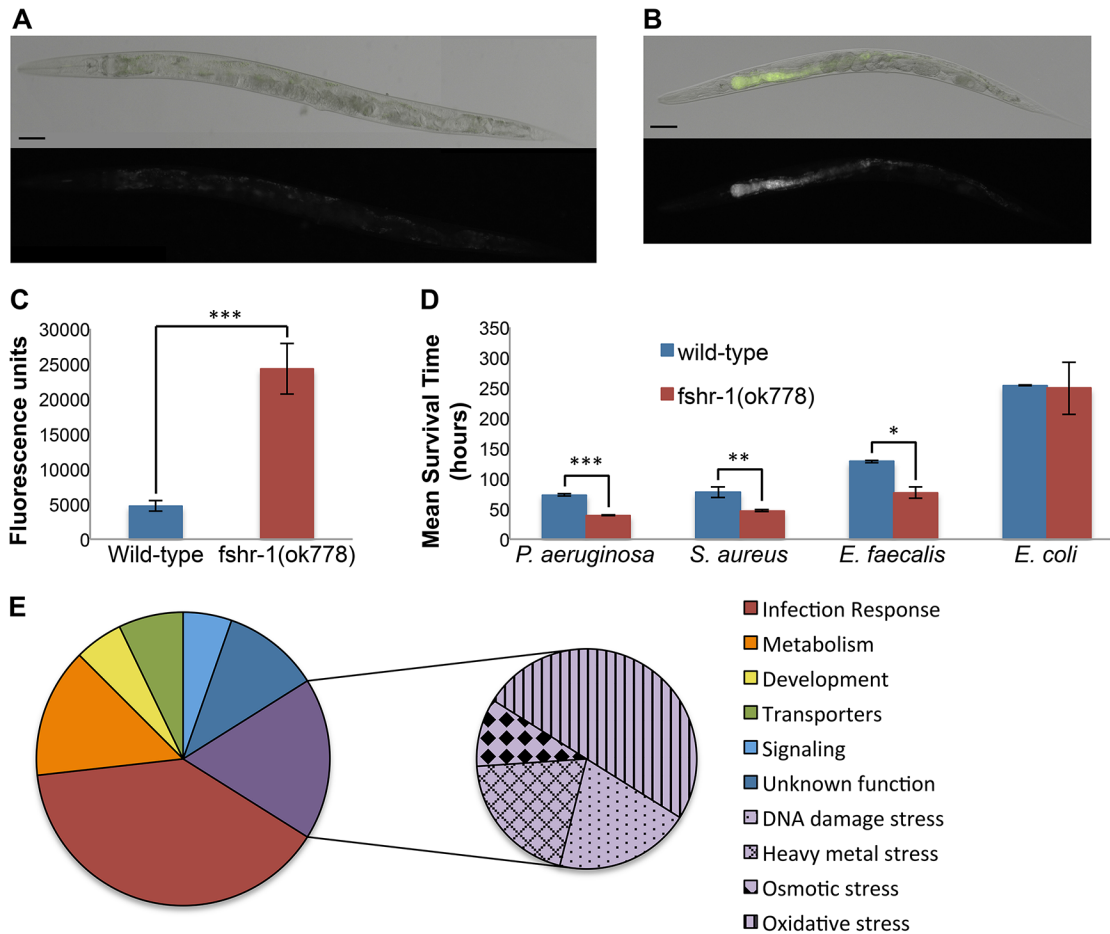 A
B
C
Fluorescence units
30000
25000
20000
15000
10000
5000
0
***
Wild-type
fshr-1(ok778)
D
Mean Survival Time
(hours)
350
300
250
200
150
100
50
0
wild-type
fshr-1(ok778)
***
**
*
P. aeruginosa
S. aureus
E. faecalis
E. coli
E
Infection Response
Metabolism
Development
Transporters
Signaling
Unknown function
DNA damage stress
Heavy metal stress
Osmotic stress
Oxidative stress